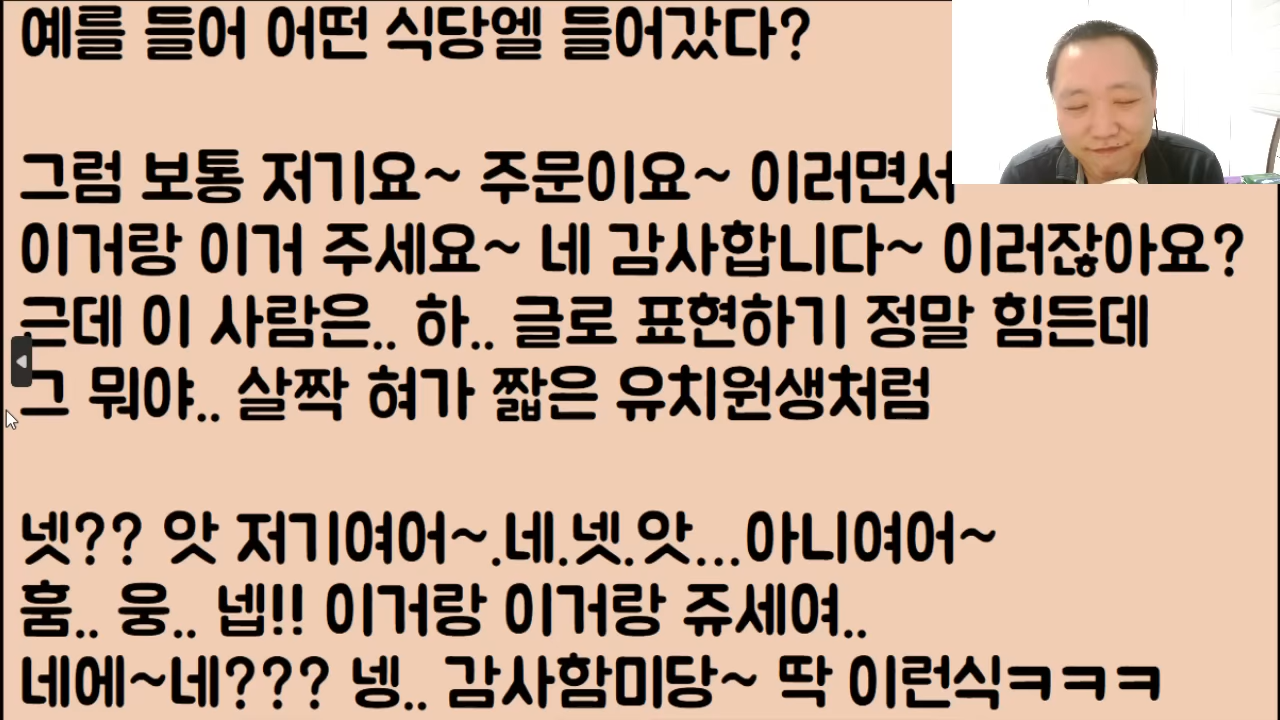 예를 들어 어떤 식당엘 들어갔다?
그럼 보통 저기요~ 주문이요~ 이러면서
이거랑 이거 주세요~ 네 감사합니다~ 이러잖아요?
근데 이 사람은.. 하.. 글로 표현하기 정말 힘든데
그 뭐야.. 살짝 혀가 짧은 유치원생처럼
넷?? 앗 저기여어~.네.넷.앗...아니여어~
훔.. 웅.. 넵!! 이거랑 이거랑 쥬세여..
네에~네??? 넹.. 감사함미당~ 딱 이런식ㅋㅋㅋ